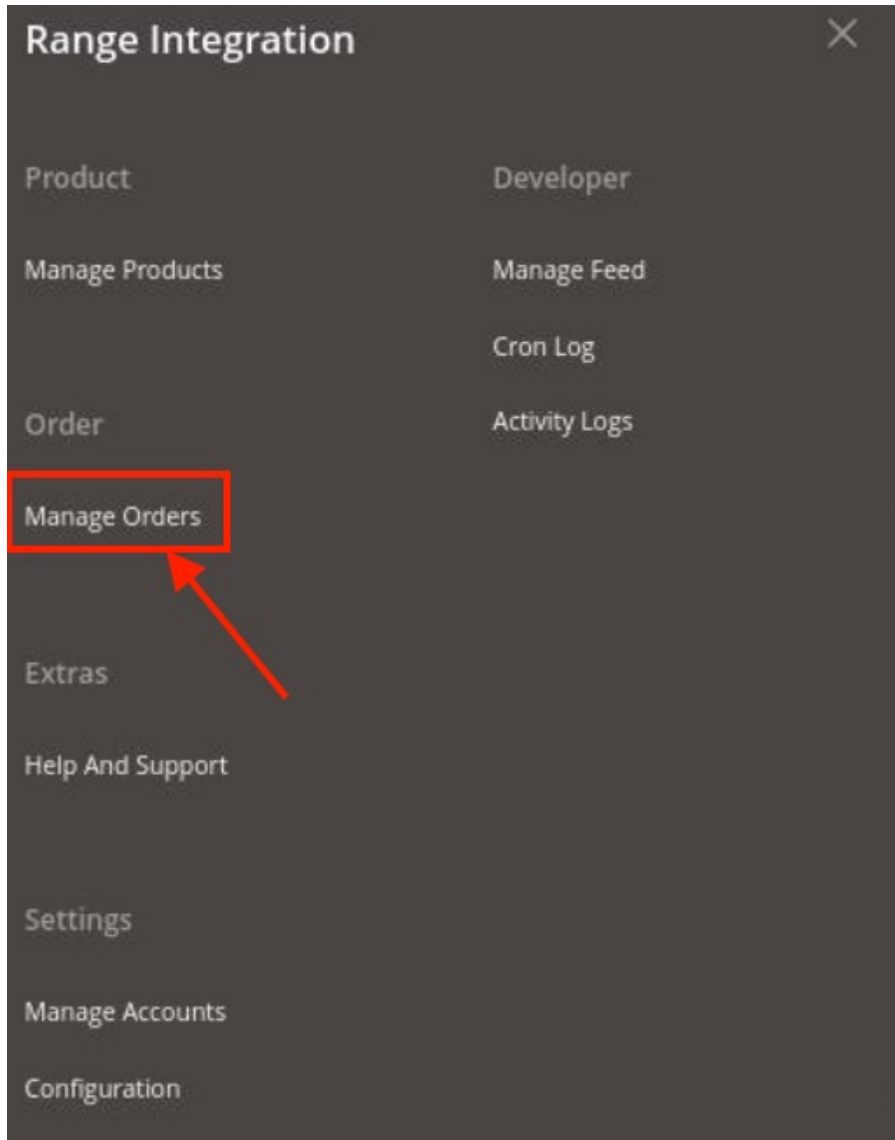 Range Integration
Product
Manage Products
Order
Manage Orders
Extras
Help And Support
Settings
Manage Accounts
Configuration
Developer
Manage Feed
Cron Log
Activity Logs